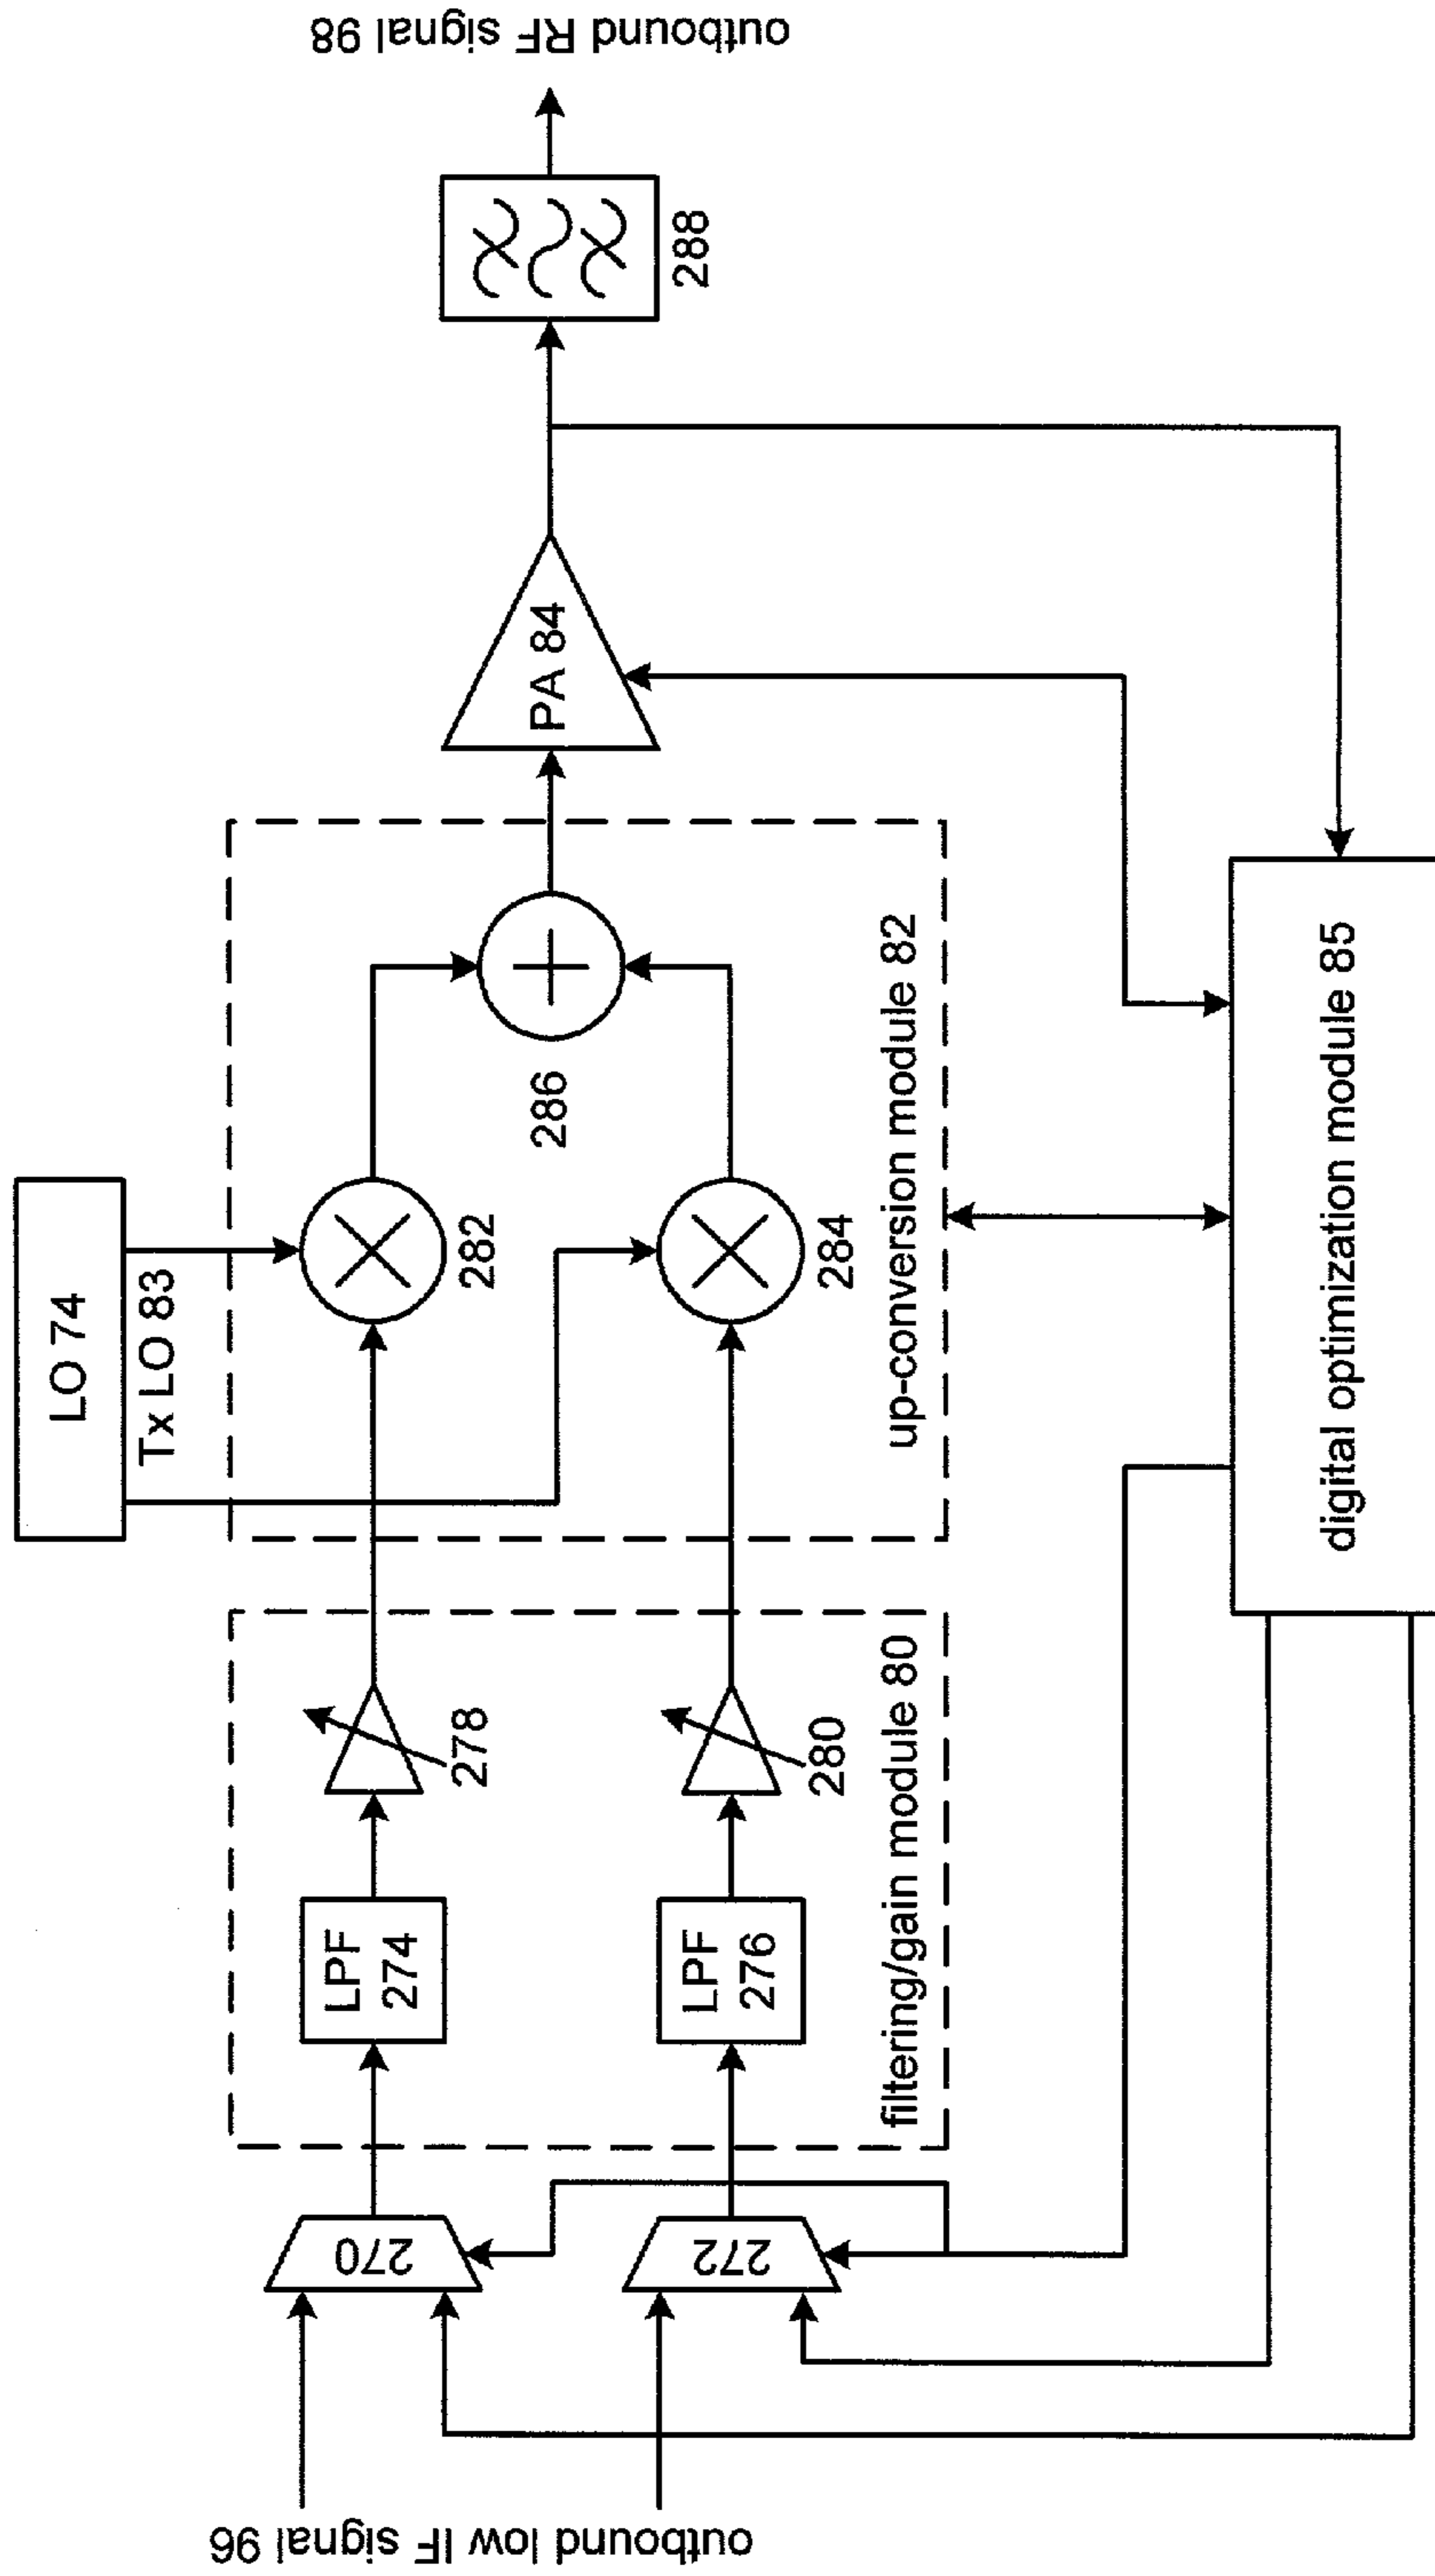 outbound low IF signal 96
270
272
LPF
274
LPF
276
278
280
filtering/gain module 80
LO 74
Tx LO 83
282
284
286
up-conversion module 82
PA 84
288
outbound RF signal 98
digital optimization module 85